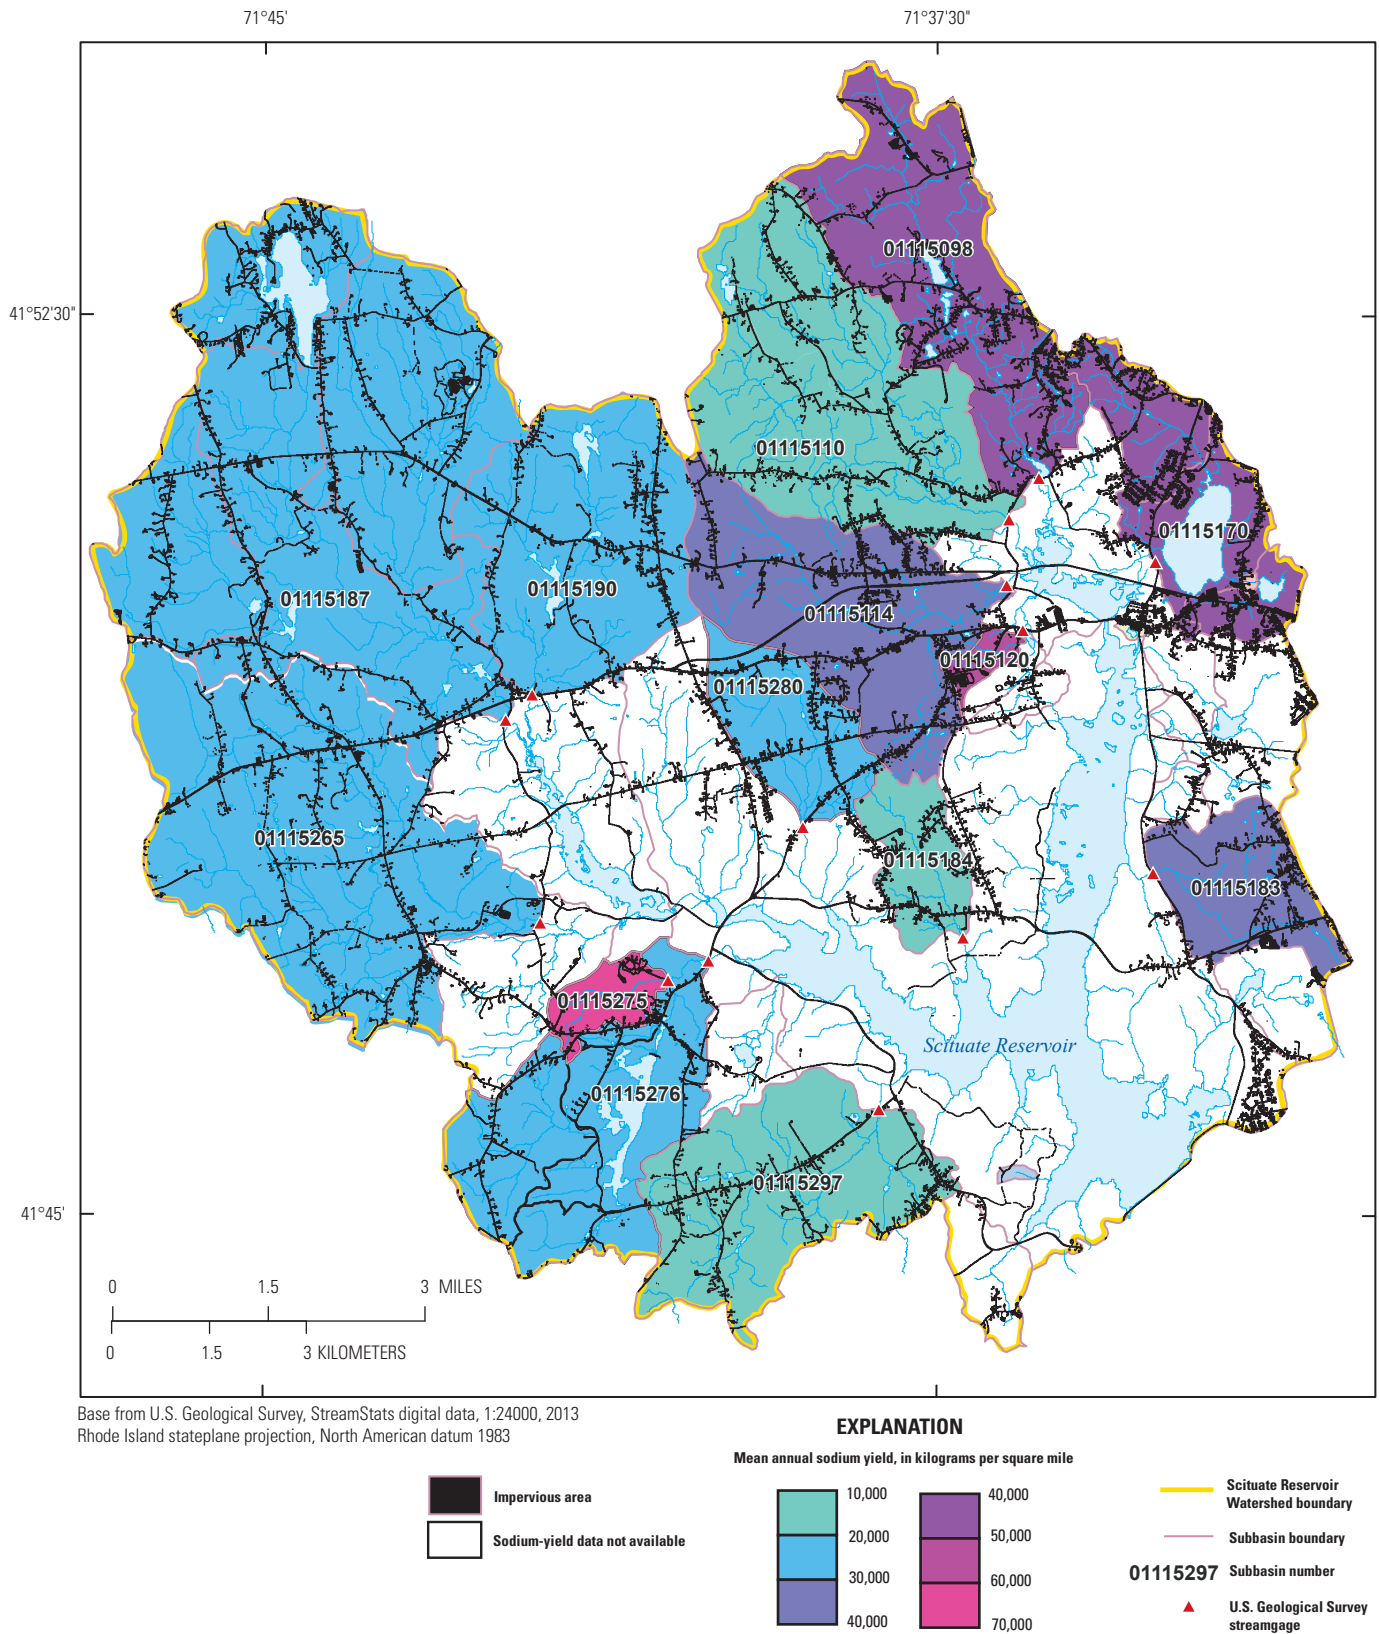 71°45'
71°37'30"
41°52'30"
01115098
01115110
01115170
01115187
01115190
01115114
01115120
01115280
01115265
01115184
01115183
01115275
Scituate Reservoir
01115276
01115297
41°45'
0 1.5 3 MILES
0 1.5 3 KILOMETERS
Base from U.S. Geological Survey, StreamStats digital data, 1:24000, 2013
Rhode Island stateplane projection, North American datum 1983
EXPLANATION
Mean annual sodium yield, in kilograms per square mile
Impervious area
Sodium-yield data not available
10,000
20,000
30,000
40,000
40,000
50,000
60,000
70,000
Scituate Reservoir
Watershed boundary
Subbasin boundary
01115297 Subbasin number
U.S. Geological Survey
streamgage